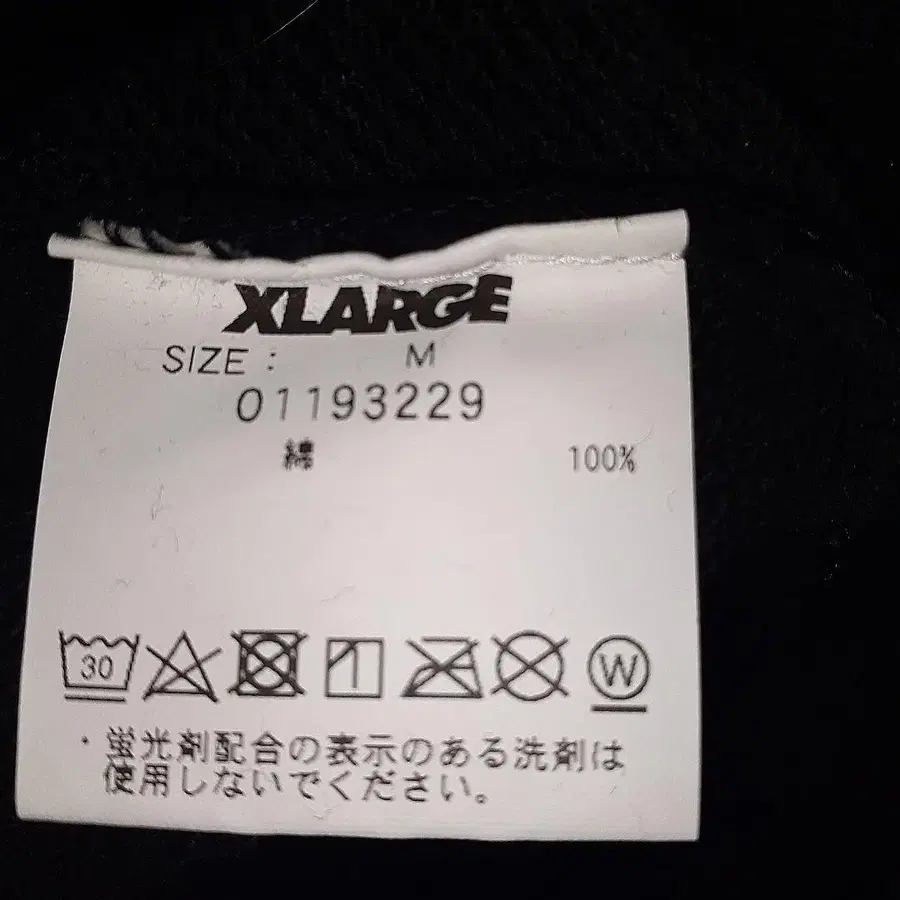 XLARGE
SIZE : M
01193229
綿 100%
30 W
・蛍光剤配合の表示のある洗剤は
使用しないでください。